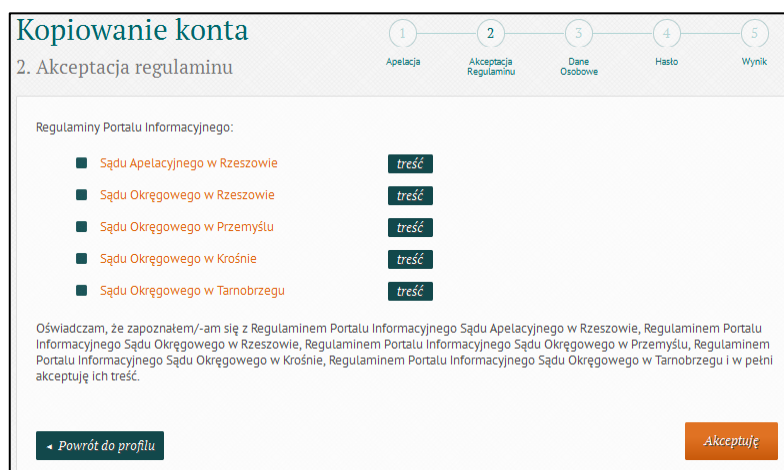 Kopiowanie konta
1 2 3 4 5
2. Akceptacja regulaminu
Apelacja Akceptacja Regulaminu Dane Osobowe Hasło Wynik
Regulaminy Portalu Informacyjnego:
Sądu Apelacyjnego w Rzeszowie treść
Sądu Okręgowego w Rzeszowie treść
Sądu Okręgowego w Przemyślu treść
Sądu Okręgowego w Krośnie treść
Sądu Okręgowego w Tarnobrzegu treść
Oświadczam, że zapoznałem/-am się z Regulaminem Portalu Informacyjnego Sądu Apelacyjnego w Rzeszowie, Regulaminem Portalu
Informacyjnego Sądu Okręgowego w Rzeszowie, Regulaminem Portalu Informacyjnego Sądu Okręgowego w Przemyślu, Regulaminem
Portalu Informacyjnego Sądu Okręgowego w Krośnie, Regulaminem Portalu Informacyjnego Sądu Okręgowego w Tarnobrzegu i w pełni
akceptuję ich treść.
◄ Powrót do profilu Akceptuję